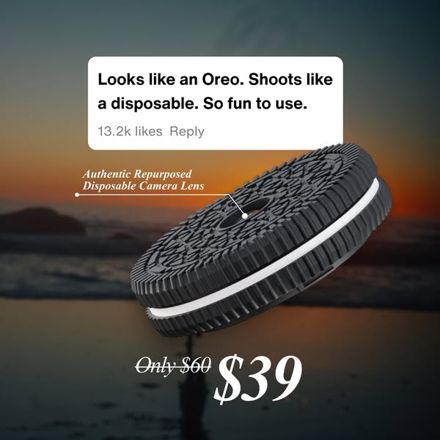 Looks like an Oreo. Shoots like
a disposable. So fun to use.
13.2k likes Reply
Authentic Repurposed
Disposable Camera Lens
Only $60 $39